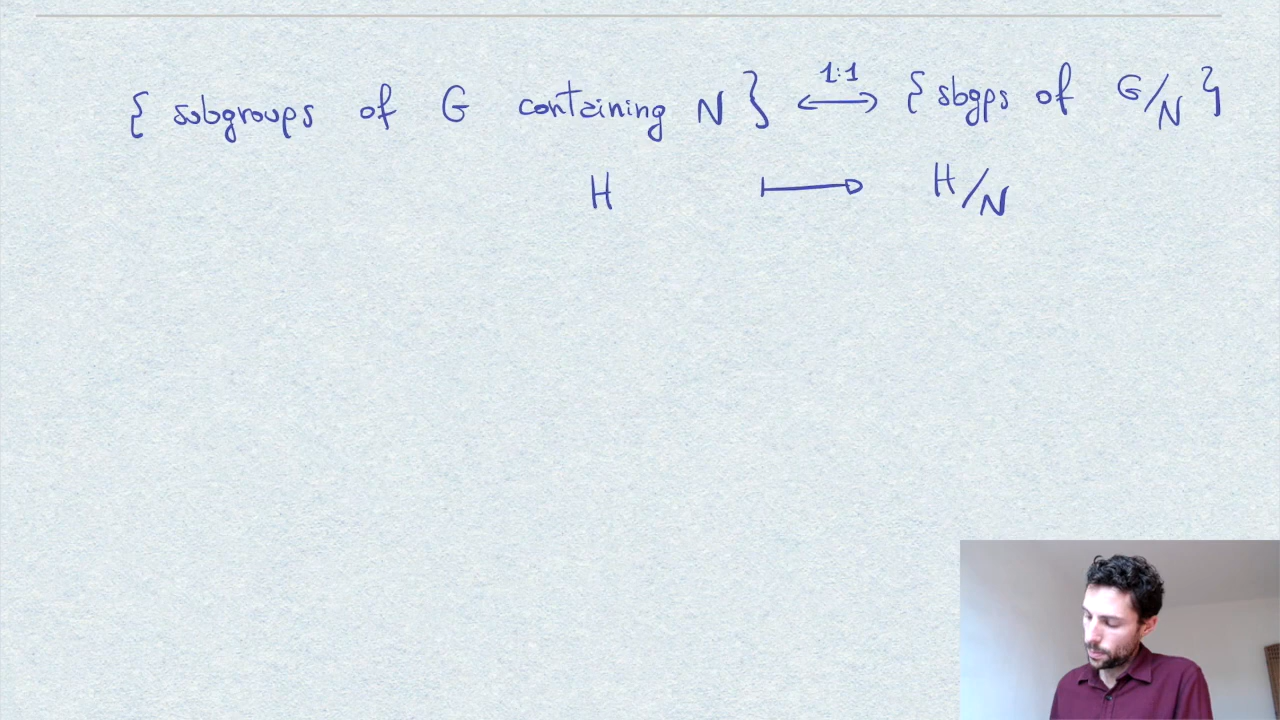 { subgroups of G containing N } 1:1 ⟷ { sbgps of G/N }
H ⟼ H/N